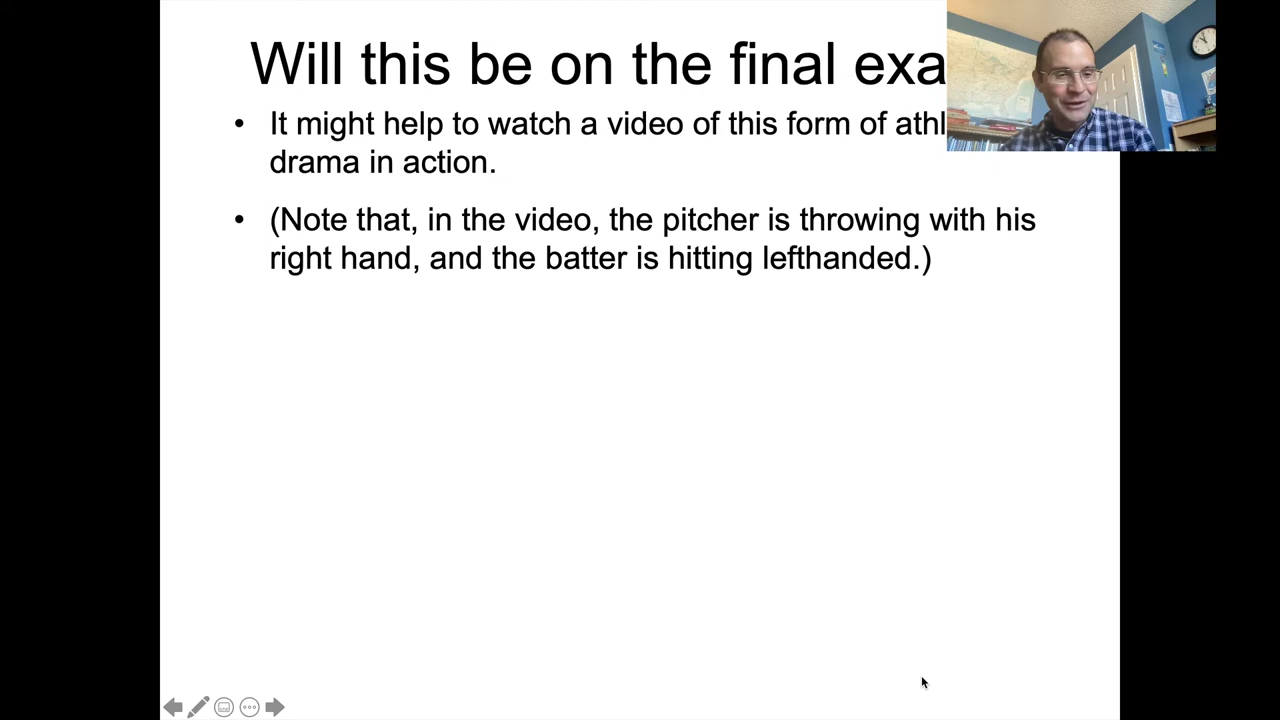 Will this be on the final exa
• It might help to watch a video of this form of athl
drama in action.
• (Note that, in the video, the pitcher is throwing with his
right hand, and the batter is hitting lefthanded.)